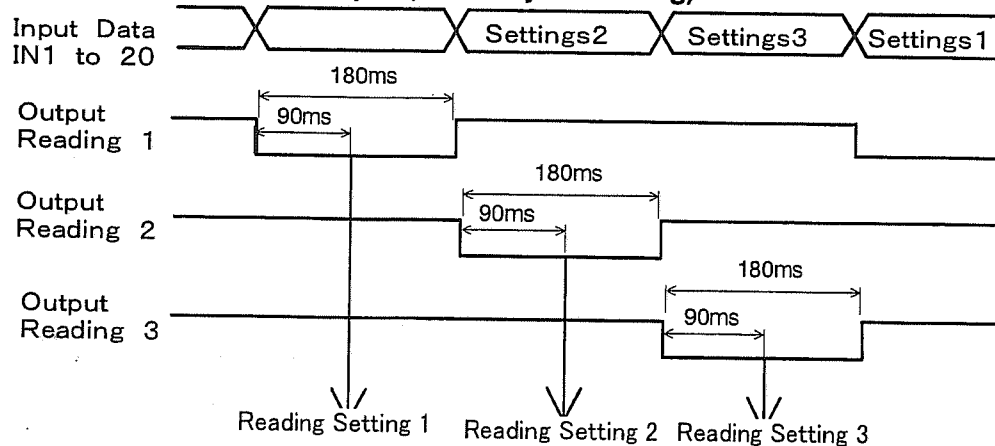 Input Data
IN1 to 20
Settings2
Settings3
Settings1
180ms
90ms
Output
Reading 1
180ms
90ms
Output
Reading 2
180ms
90ms
Output
Reading 3
Reading Setting 1
Reading Setting 2
Reading Setting 3